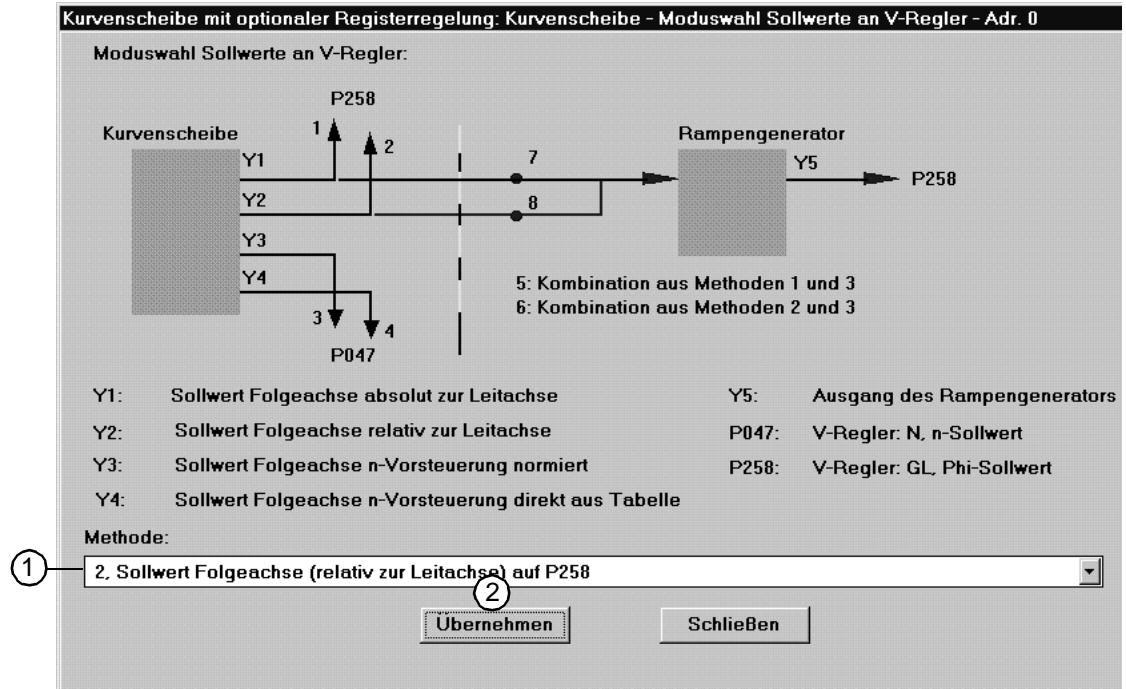 Kurvenscheibe mit optionaler Registerregelung: Kurvenscheibe - Moduswahl Sollwerte an V-Regler - Adr. 0
Moduswahl Sollwerte an V-Regler:
P258
Kurvenscheibe
1
2
Y1
Y2
Y3
Y4
3
4
P047
7
8
Rampengenerator
Y5
P258
5: Kombination aus Methoden 1 und 3
6: Kombination aus Methoden 2 und 3
Y1: Sollwert Folgeachse absolut zur Leitachse
Y2: Sollwert Folgeachse relativ zur Leitachse
Y3: Sollwert Folgeachse n-Vorsteuerung normiert
Y4: Sollwert Folgeachse n-Vorsteuerung direkt aus Tabelle
Y5: Ausgang des Rampengenerators
P047: V-Regler: N, n-Sollwert
P258: V-Regler: GL, Phi-Sollwert
Methode:
1
2, Sollwert Folgeachse (relativ zur Leitachse) auf P258
2
Übernehmen
Schließen